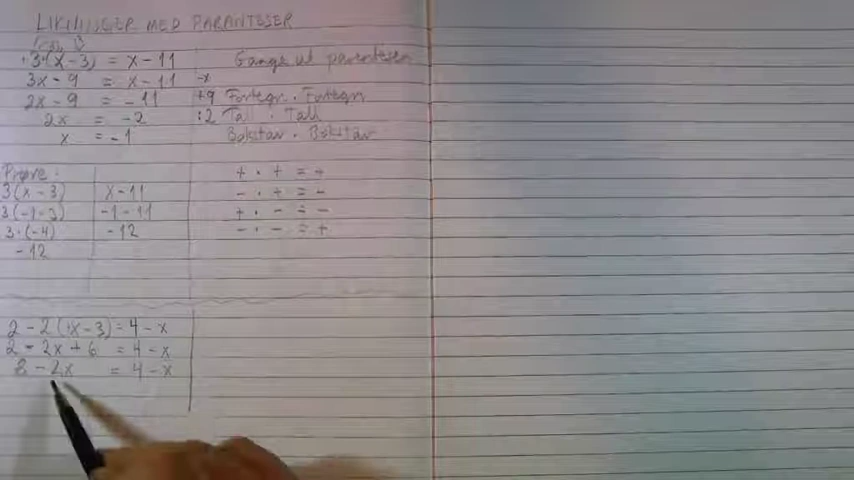 LIKNINGER MED PARANTESER
+3·(x-3) = x-11
Gange ut parentesen
3x - 9 = x - 11 -x
2x - 9 = -11 +9
Fortegn · Fortegn
2x = -2 :2
Tall · Tall
x = -1
Bokstav · Bokstav
Prøve:
3(x-3) x-11
3(-1-3) -1-11
3·(-4) -12
-12
+ · + = +
- · + = -
+ · - = -
- · - = +
2 - 2(+x-3) = 4 - x
2 - 2x + 6 = 4 - x
8 - 2x = 4 - x